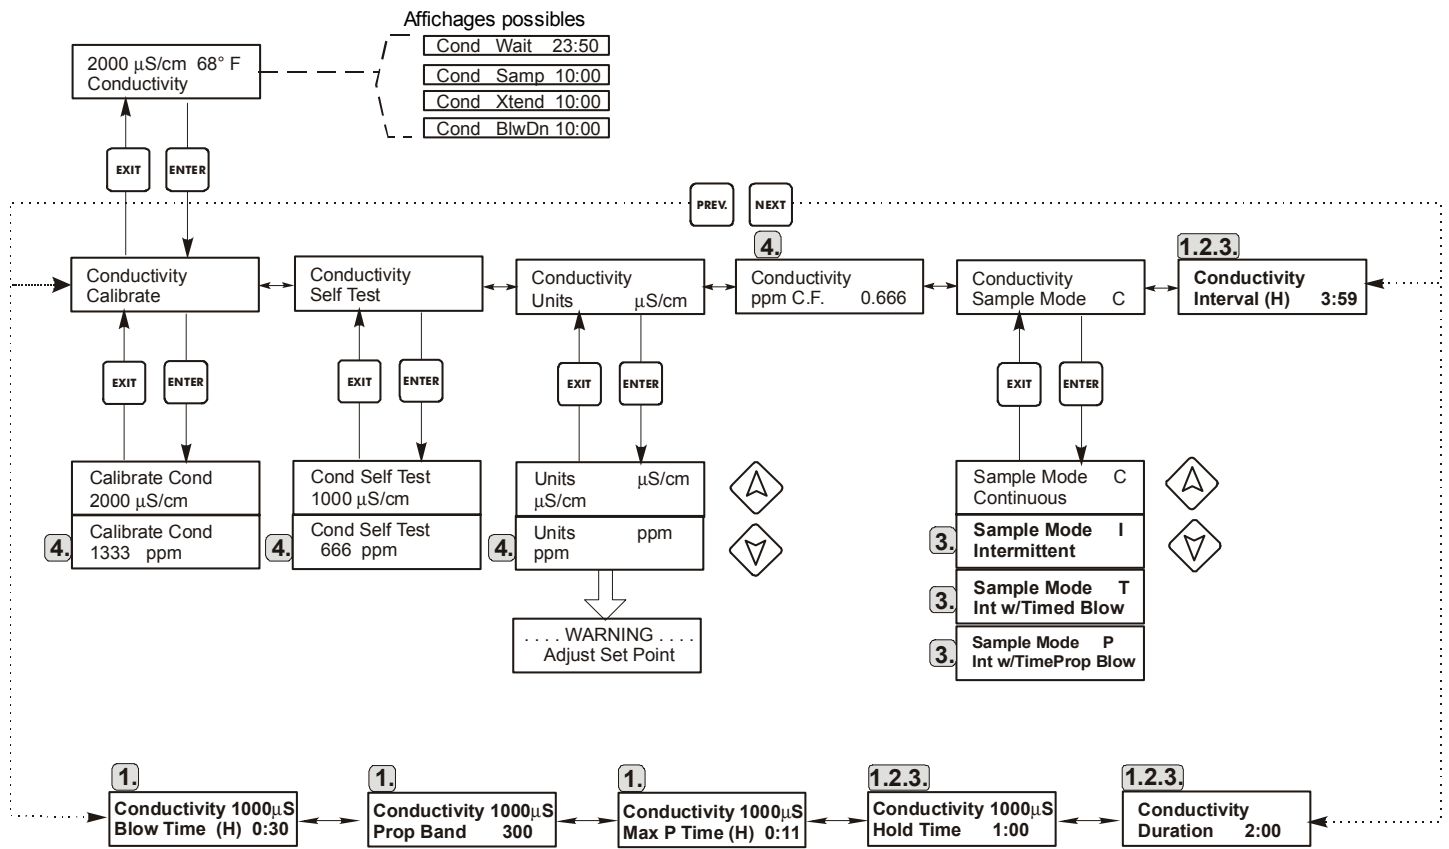 Affichages possibles
2000 µS/cm 68° F
Conductivity
Cond Wait 23:50
Cond Samp 10:00
Cond Xtend 10:00
Cond BlwDn 10:00
EXIT
ENTER
PREV.
NEXT
4.
1.2.3.
Conductivity
Calibrate
Conductivity
Self Test
Conductivity
Units µS/cm
Conductivity
ppm C.F. 0.666
Conductivity
Sample Mode C
Conductivity
Interval (H) 3:59
EXIT
ENTER
EXIT
ENTER
EXIT
ENTER
EXIT
ENTER
Calibrate Cond
2000 µS/cm
4.
Calibrate Cond
1333 ppm
Cond Self Test
1000 µS/cm
4.
Cond Self Test
666 ppm
Units µS/cm
µS/cm
4.
Units ppm
ppm
. . . . WARNING . . . .
Adjust Set Point
Sample Mode C
Continuous
3.
Sample Mode I
Intermittent
3.
Sample Mode T
Int w/Timed Blow
3.
Sample Mode P
Int w/TimeProp Blow
1.
Conductivity 1000µS
Blow Time (H) 0:30
1.
Conductivity 1000µS
Prop Band 300
1.
Conductivity 1000µS
Max P Time (H) 0:11
1.2.3.
Conductivity 1000µS
Hold Time 1:00
1.2.3.
Conductivity
Duration 2:00